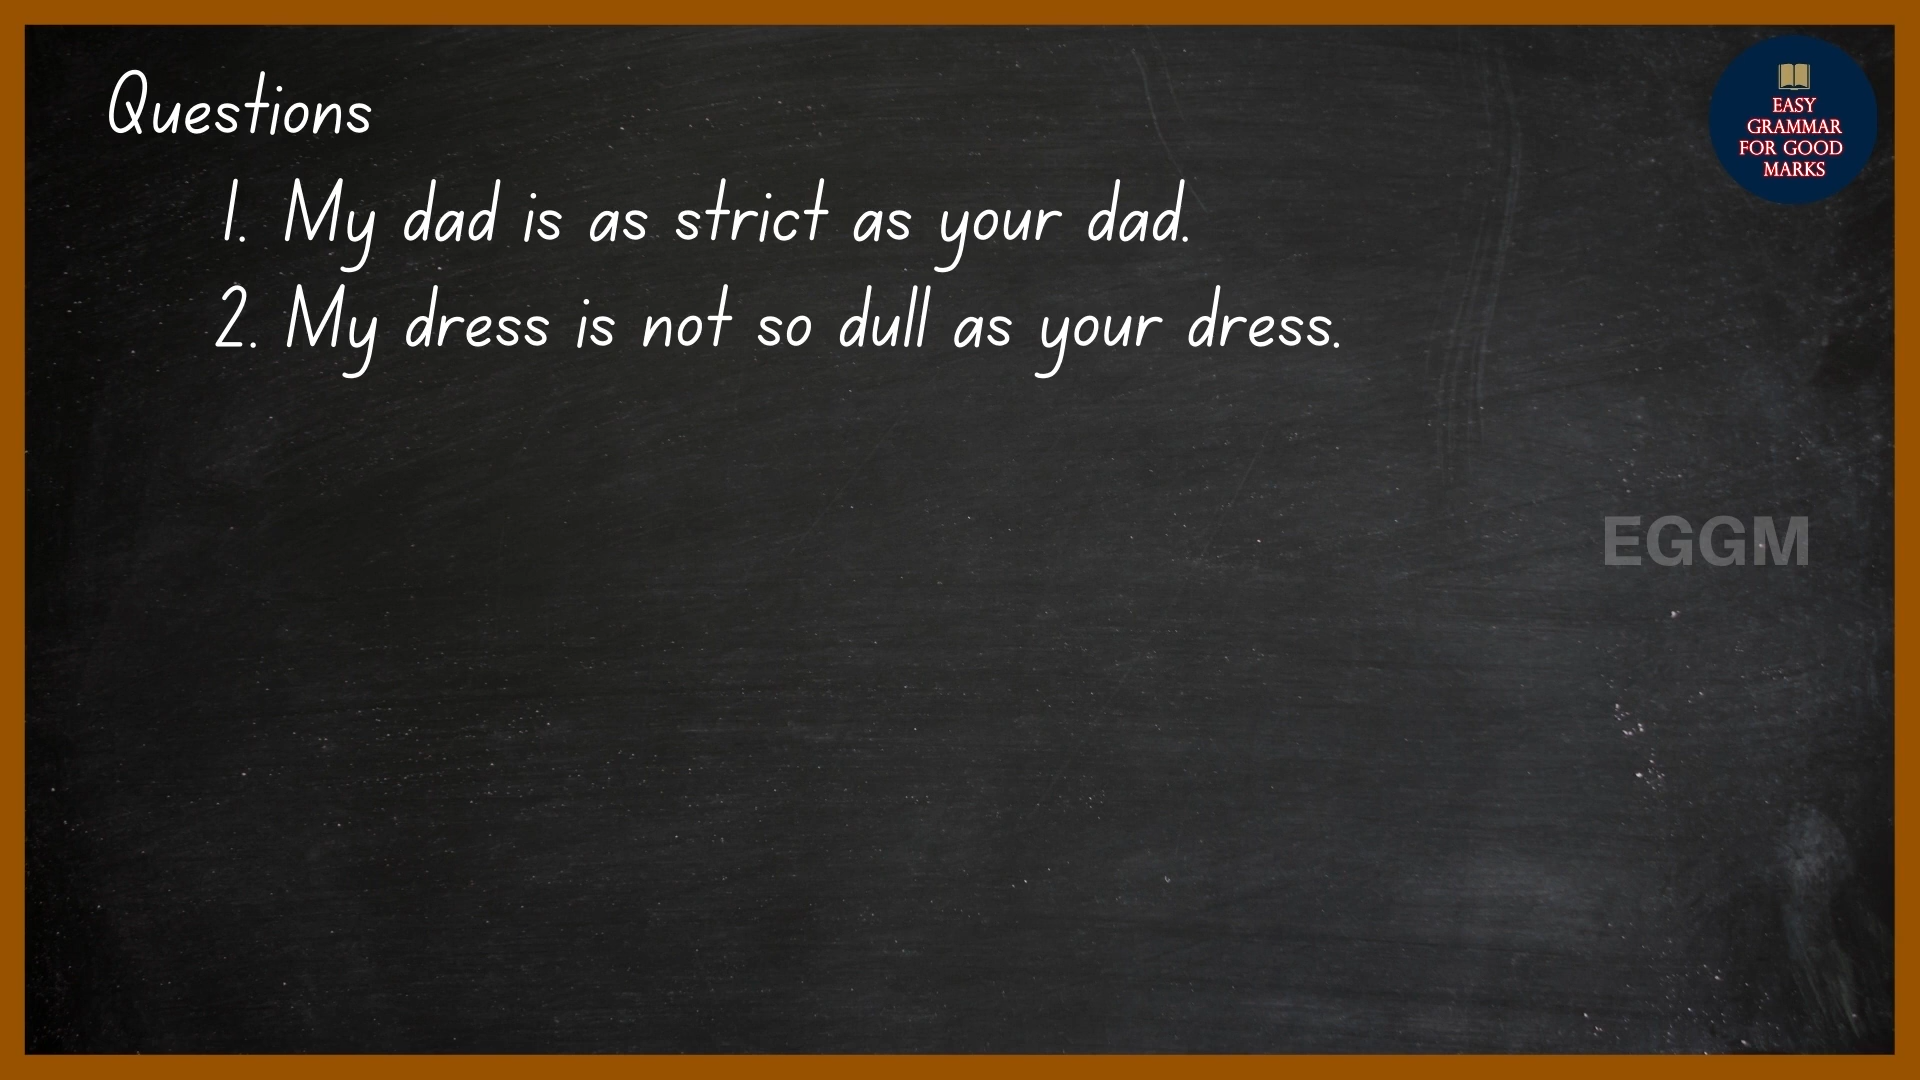 Questions
EASY
GRAMMAR
FOR GOOD
MARKS
1. My dad is as strict as your dad.
2. My dress is not so dull as your dress.
EGGM